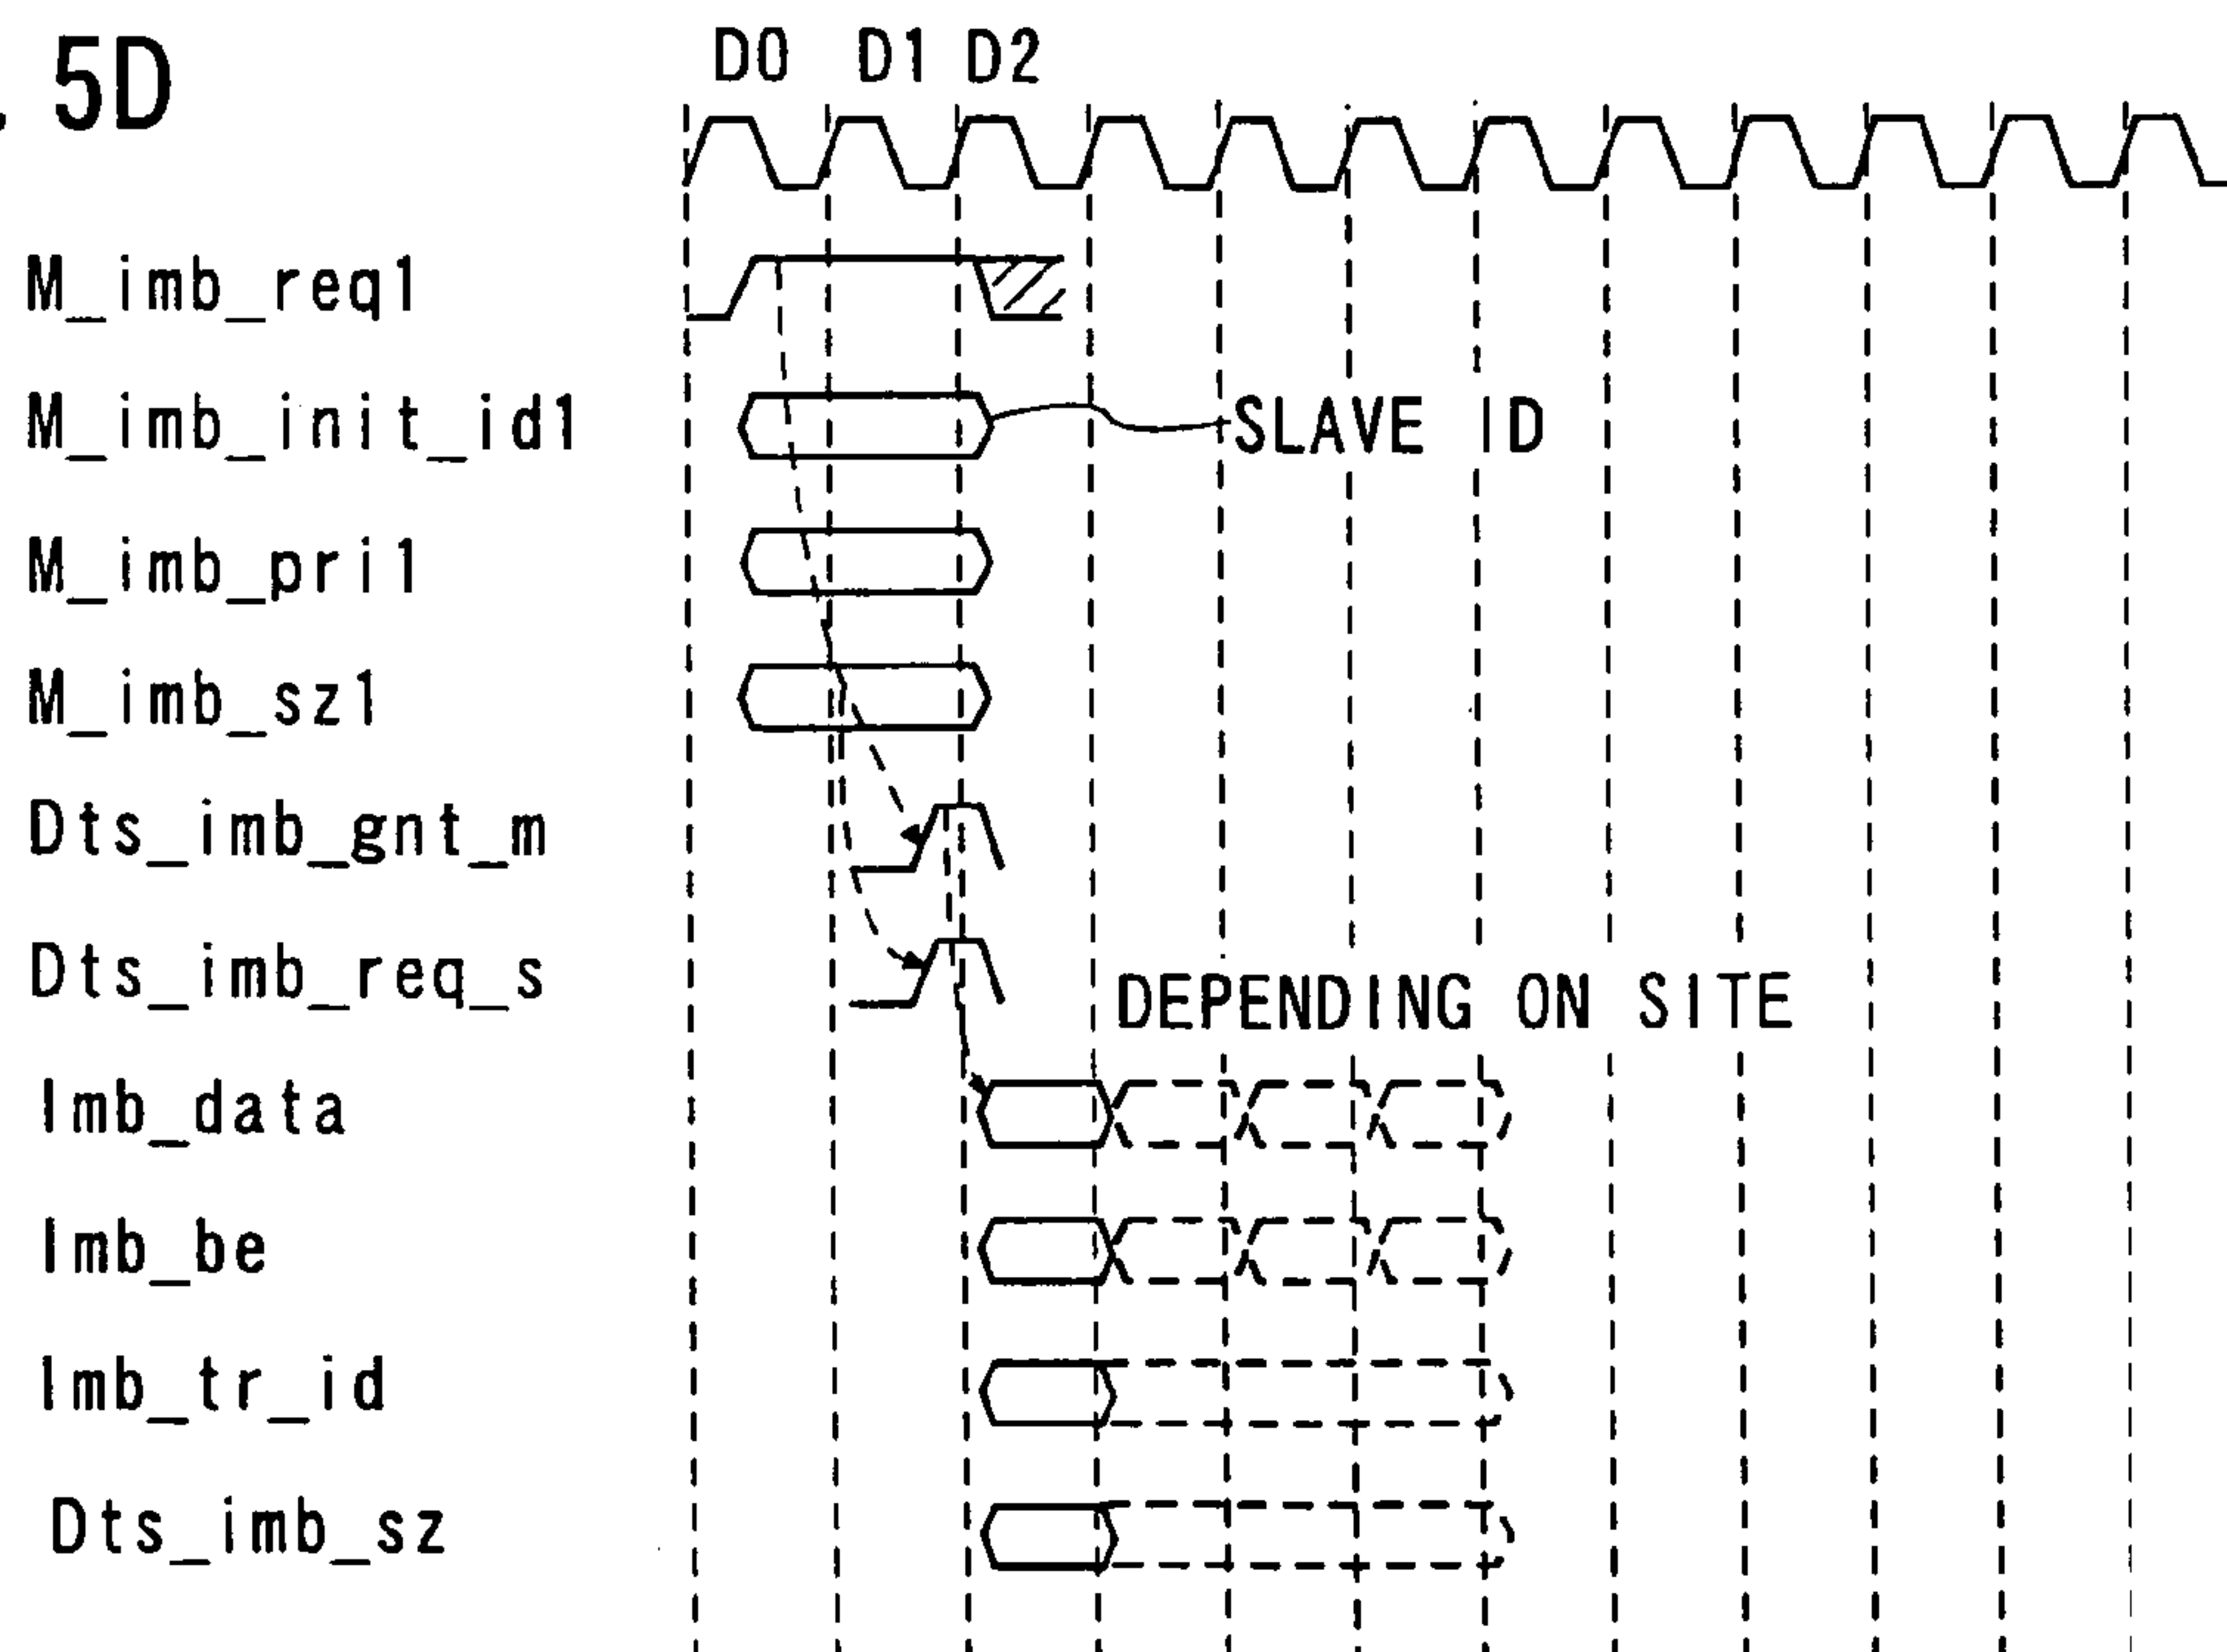 5D
D0 D1 D2
M_imb_req1
M_imb_init_id1
SLAVE ID
M_imb_pri1
M_imb_sz1
Dts_imb_gnt_m
Dts_imb_req_s
DEPENDING ON SITE
Imb_data
Imb_be
Imb_tr_id
Dts_imb_sz